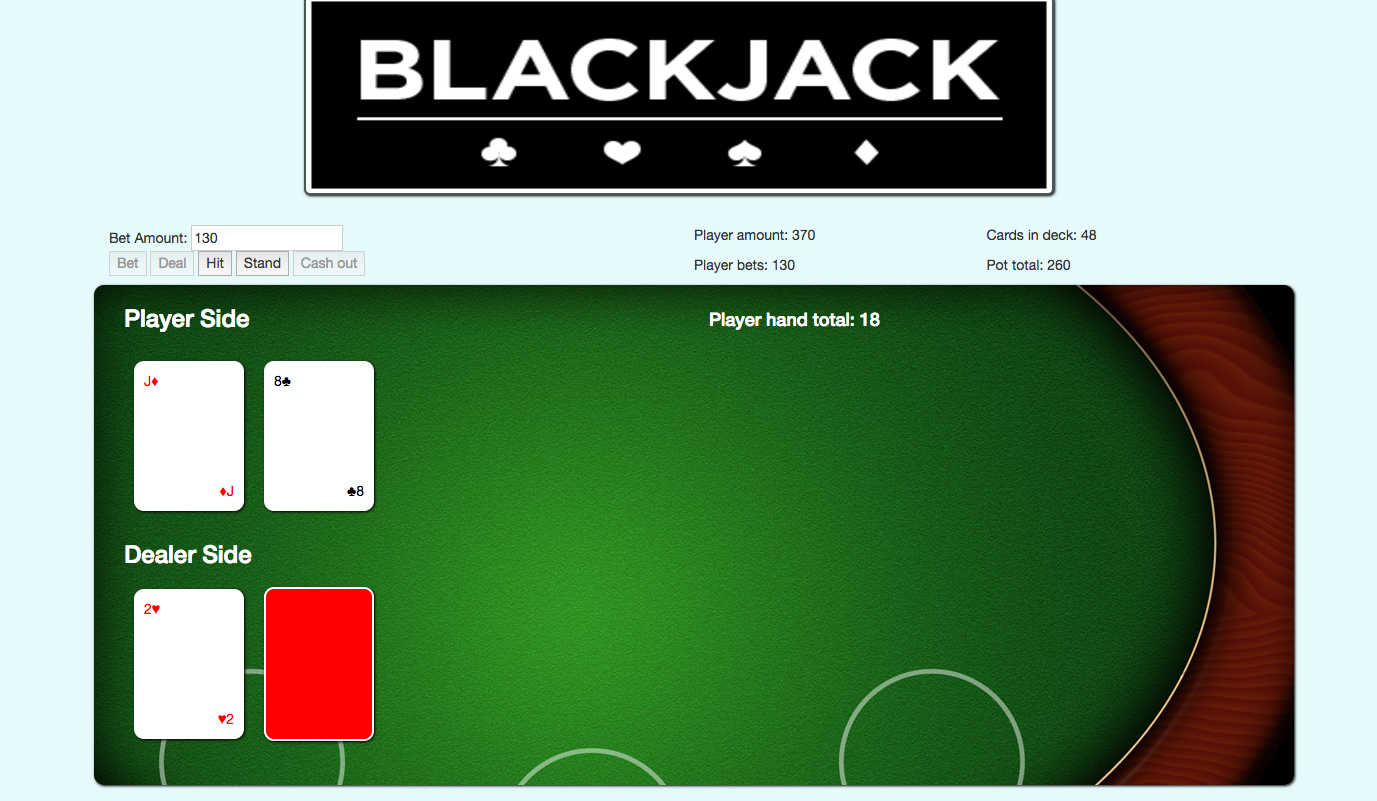 BLACKJACK
Bet Amount: 130
Player amount: 370
Cards in deck: 48
Bet Deal Hit Stand Cash out
Player bets: 130
Pot total: 260
Player Side
Player hand total: 18
J♦
8♣
♦J
♣8
Dealer Side
2♥
♥2